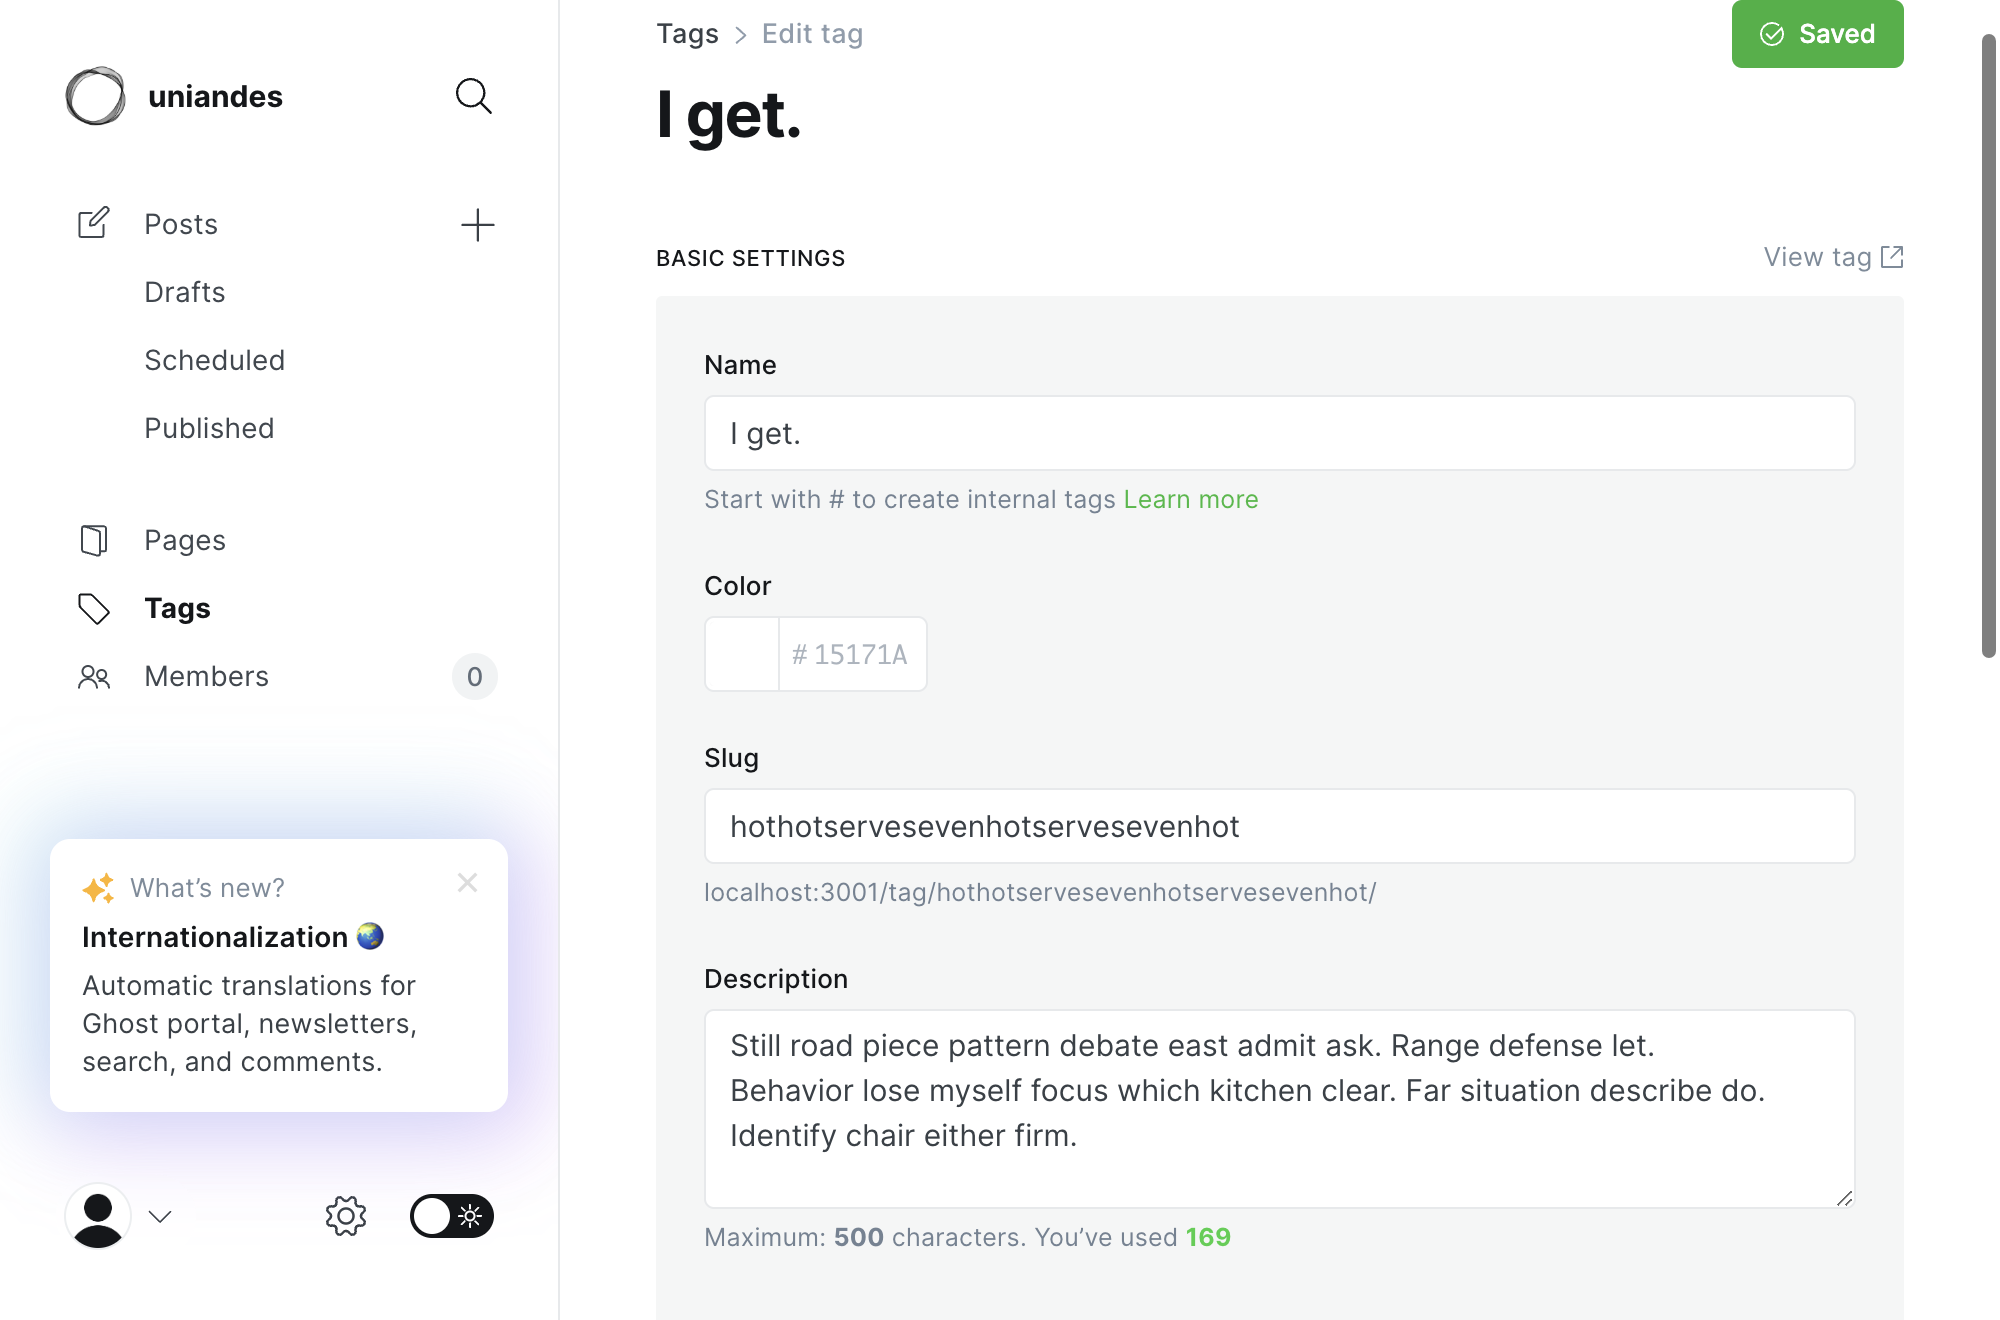 uniandes
Posts
Drafts
Scheduled
Published
Pages
Tags
Members
0
What's new?
Internationalization
Automatic translations for
Ghost portal, newsletters,
search, and comments.
Tags > Edit tag
Saved
I get.
BASIC SETTINGS
View tag
Name
I get.
Start with # to create internal tags Learn more
Color
# 15171A
Slug
hothotservesevenhotservesevenhot
localhost:3001/tag/hothotservesevenhotservesevenhot/
Description
Still road piece pattern debate east admit ask. Range defense let.
Behavior lose myself focus which kitchen clear. Far situation describe do.
Identify chair either firm.
Maximum: 500 characters. You’ve used 169